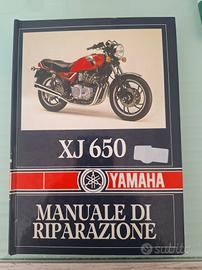 XJ 650
YAMAHA
MANUALE DI
RIPARAZIONE
subito